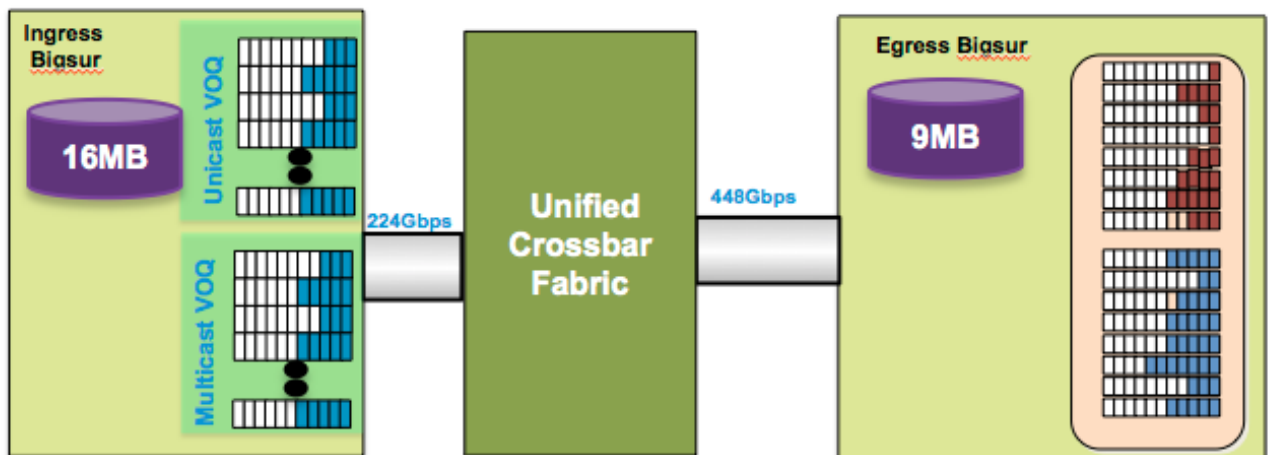 Ingress
Bigsur
16MB
Unicast VOQ
Multicast VOQ
224Gbps
Unified
Crossbar
Fabric
448Gbps
Egress Bigsur
9MB